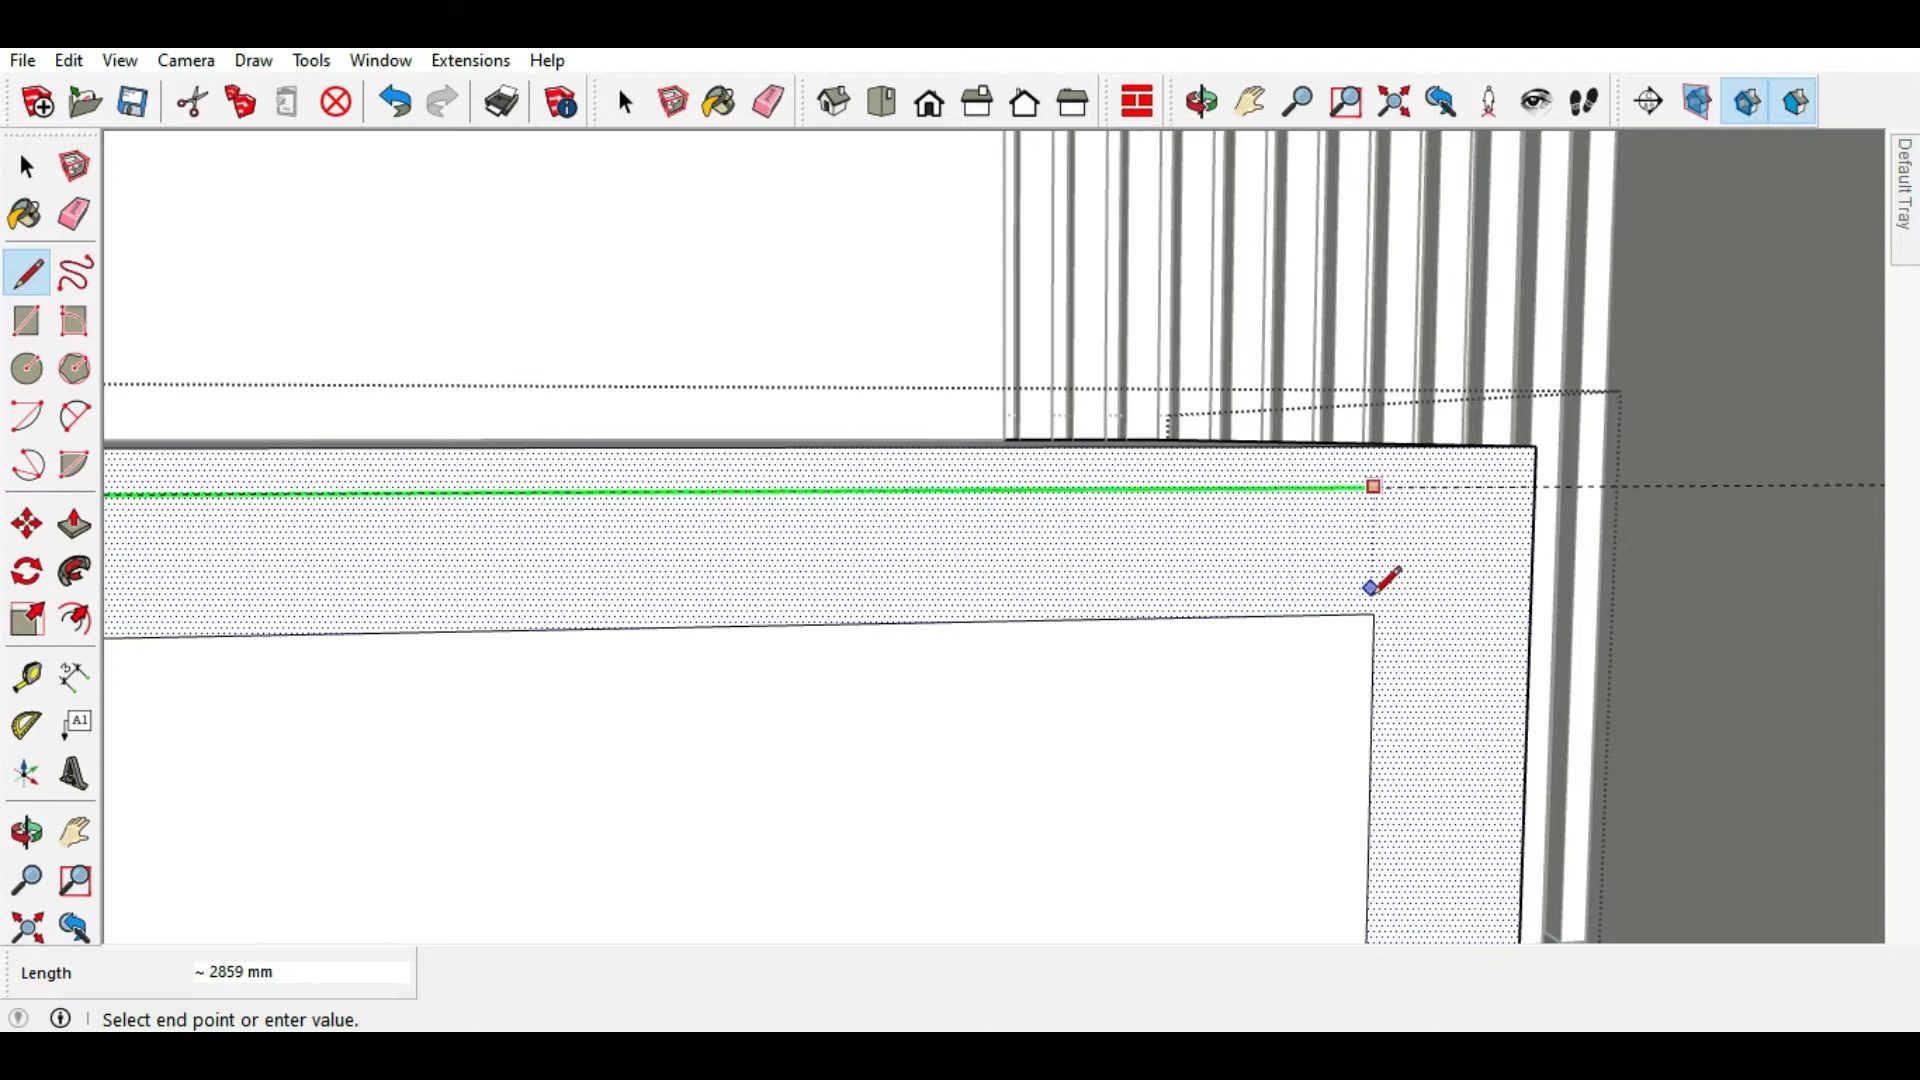 File Edit View Camera Draw Tools Window Extensions Help
Default Tray
A1
Length ~ 2859 mm
Select end point or enter value.